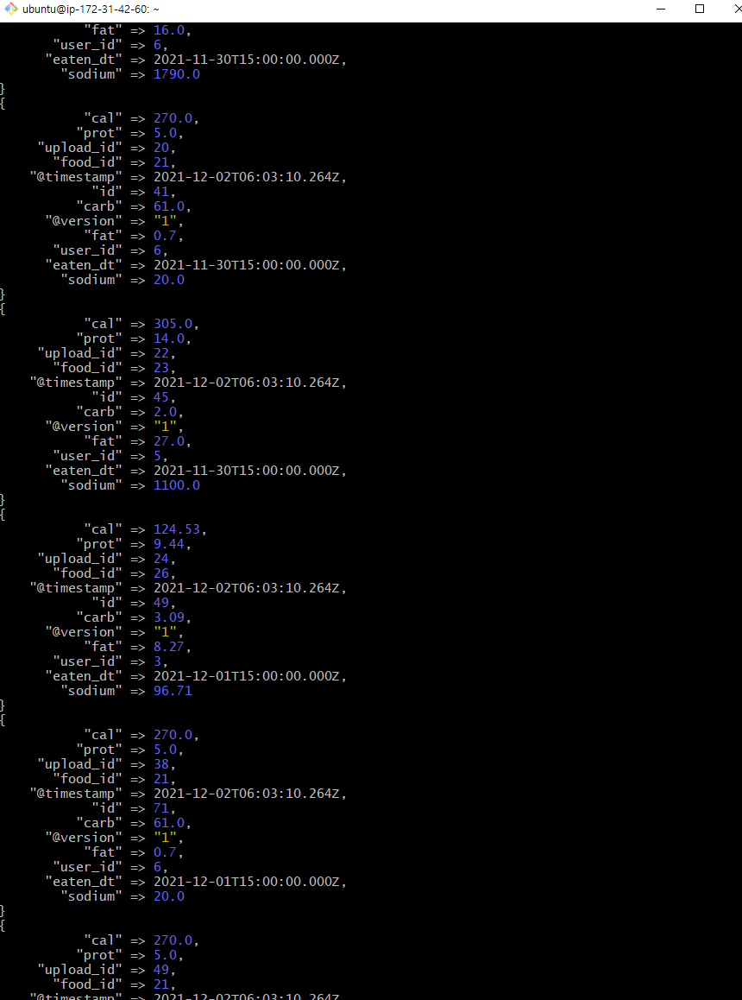 ubuntu@ip-172-31-42-60: ~
"fat" => 16.0,
"user_id" => 6,
"eaten_dt" => 2021-11-30T15:00:00.000Z,
"sodium" => 1790.0
}
{
"cal" => 270.0,
"prot" => 5.0,
"upload_id" => 20,
"food_id" => 21,
"@timestamp" => 2021-12-02T06:03:10.264Z,
"id" => 41,
"carb" => 61.0,
"@version" => "1",
"fat" => 0.7,
"user_id" => 6,
"eaten_dt" => 2021-11-30T15:00:00.000Z,
"sodium" => 20.0
}
{
"cal" => 305.0,
"prot" => 14.0,
"upload_id" => 22,
"food_id" => 23,
"@timestamp" => 2021-12-02T06:03:10.264Z,
"id" => 45,
"carb" => 2.0,
"@version" => "1",
"fat" => 27.0,
"user_id" => 5,
"eaten_dt" => 2021-11-30T15:00:00.000Z,
"sodium" => 1100.0
}
{
"cal" => 124.53,
"prot" => 9.44,
"upload_id" => 24,
"food_id" => 26,
"@timestamp" => 2021-12-02T06:03:10.264Z,
"id" => 49,
"carb" => 3.09,
"@version" => "1",
"fat" => 8.27,
"user_id" => 3,
"eaten_dt" => 2021-12-01T15:00:00.000Z,
"sodium" => 96.71
}
{
"cal" => 270.0,
"prot" => 5.0,
"upload_id" => 38,
"food_id" => 21,
"@timestamp" => 2021-12-02T06:03:10.264Z,
"id" => 71,
"carb" => 61.0,
"@version" => "1",
"fat" => 0.7,
"user_id" => 6,
"eaten_dt" => 2021-12-01T15:00:00.000Z,
"sodium" => 20.0
}
{
"cal" => 270.0,
"prot" => 5.0,
"upload_id" => 49,
"food_id" => 21,
"@timestamp" => 2021-12-02T06:03:10.264Z